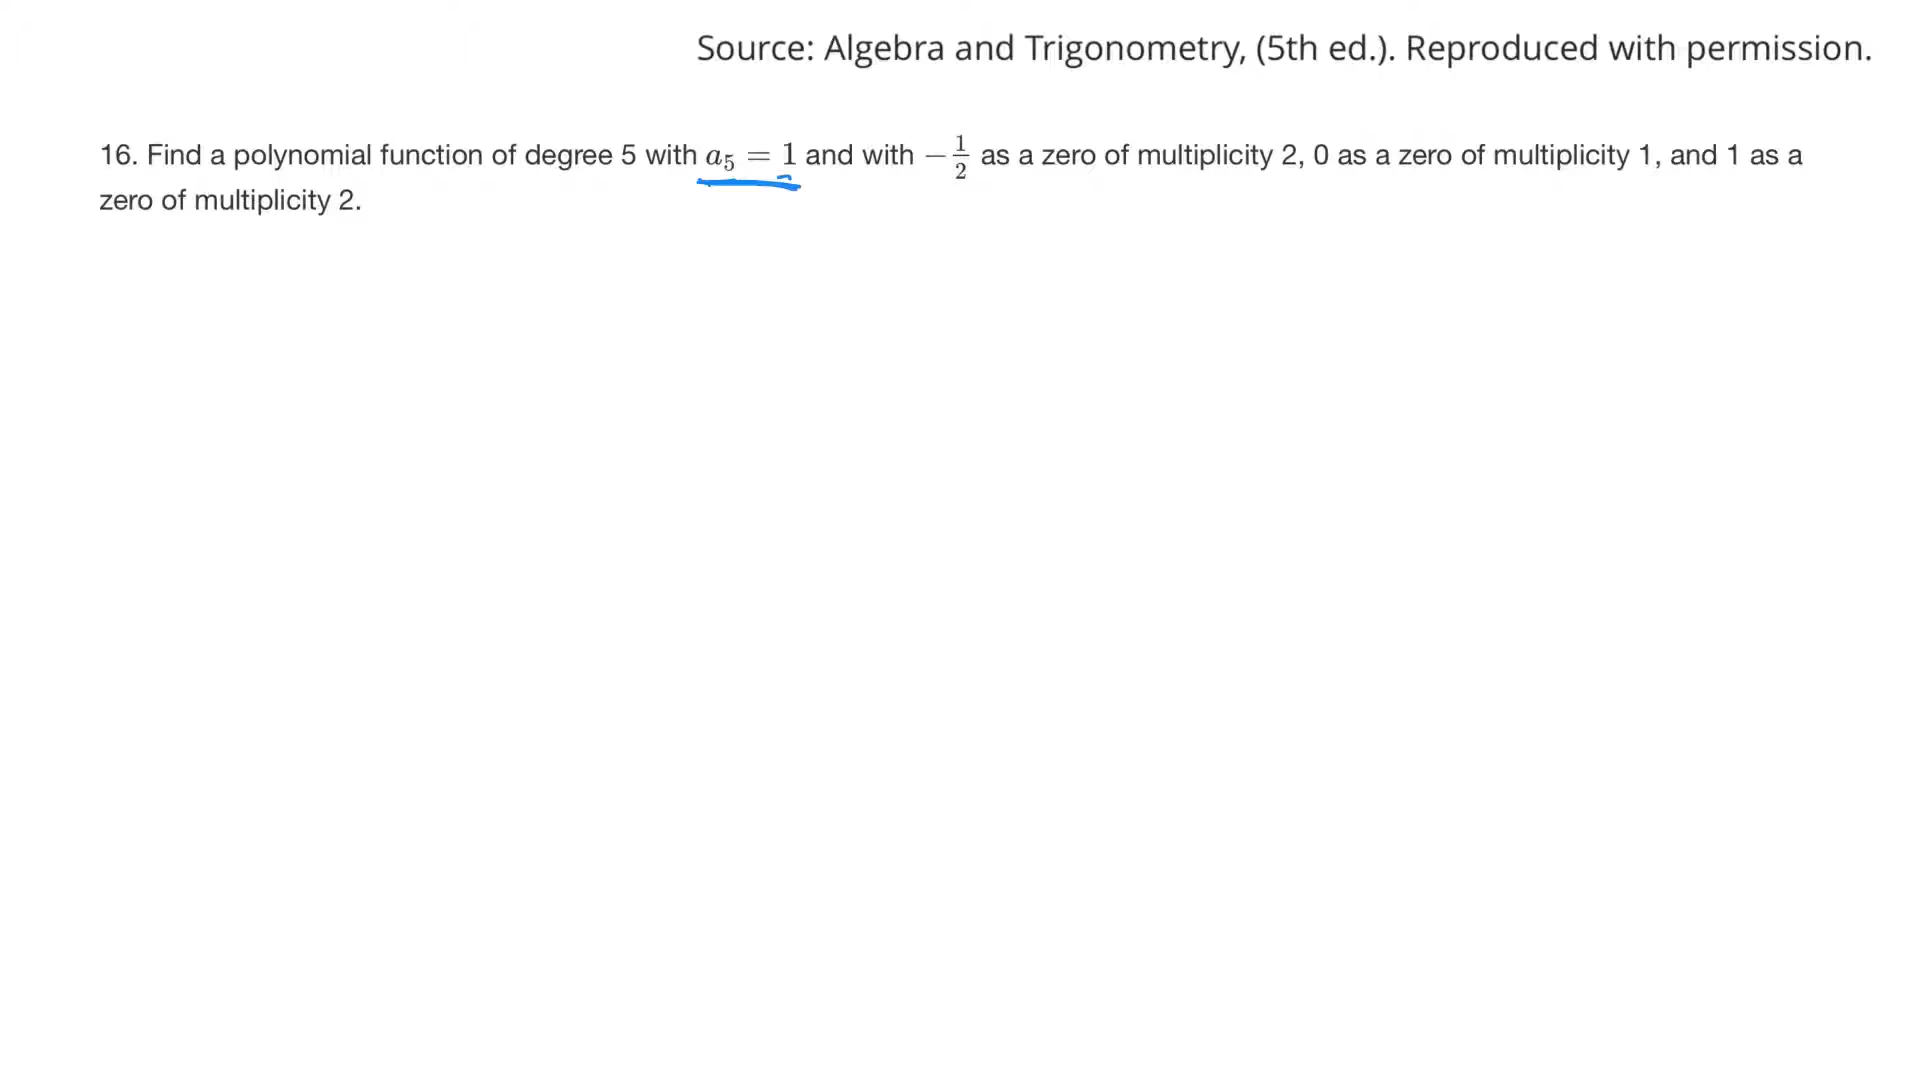 Source: Algebra and Trigonometry, (5th ed.). Reproduced with permission.
16. Find a polynomial function of degree 5 with a₅ = 1 and with −1/2 as a zero of multiplicity 2, 0 as a zero of multiplicity 1, and 1 as a
zero of multiplicity 2.